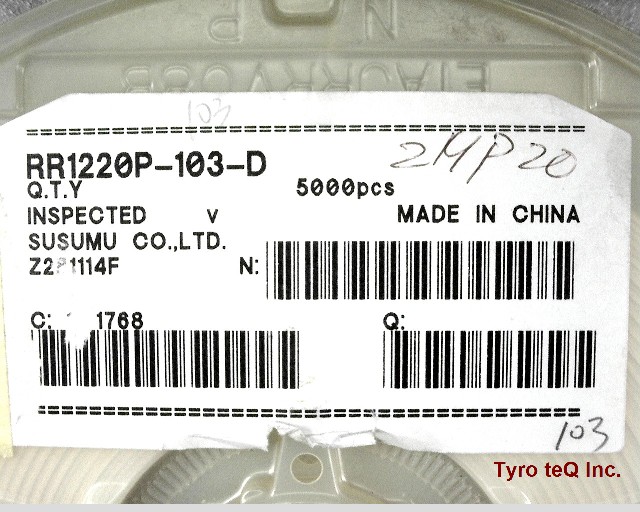 103
RR1220P-103-D
2MP20
Q.T.Y 5000pcs
INSPECTED V MADE IN CHINA
SUSUMU CO.,LTD.
N:
C: 1768 Q:
103
Tyro teQ Inc.